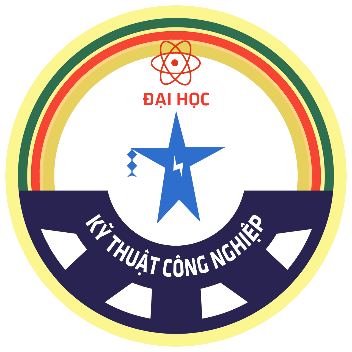 ĐẠI HỌC
KỸ THUẬT CÔNG NGHIỆP